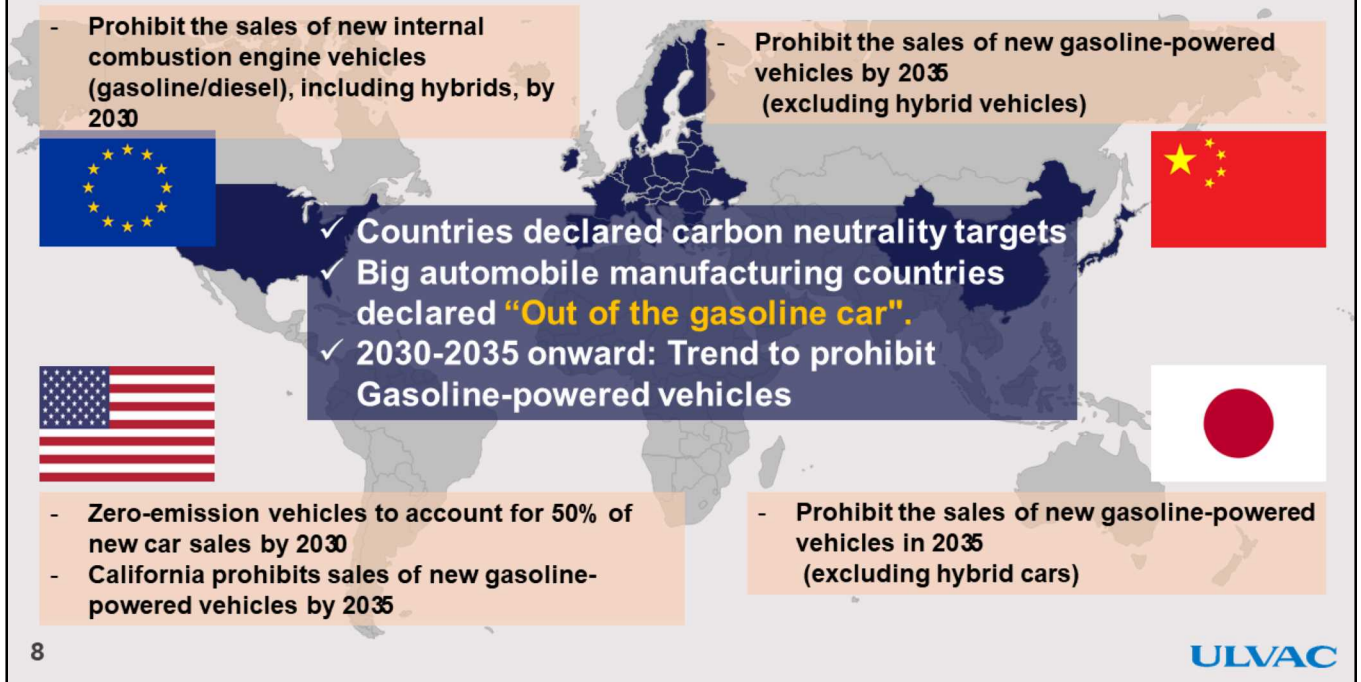 - Prohibit the sales of new internal
combustion engine vehicles
(gasoline/diesel), including hybrids, by
2030
- Prohibit the sales of new gasoline-powered
vehicles by 2035
(excluding hybrid vehicles)
✓ Countries declared carbon neutrality targets
✓ Big automobile manufacturing countries
declared “Out of the gasoline car".
✓ 2030-2035 onward: Trend to prohibit
Gasoline-powered vehicles
- Zero-emission vehicles to account for 50% of
new car sales by 2030
- California prohibits sales of new gasoline-
powered vehicles by 2035
- Prohibit the sales of new gasoline-powered
vehicles in 2035
(excluding hybrid cars)
8
ULVAC